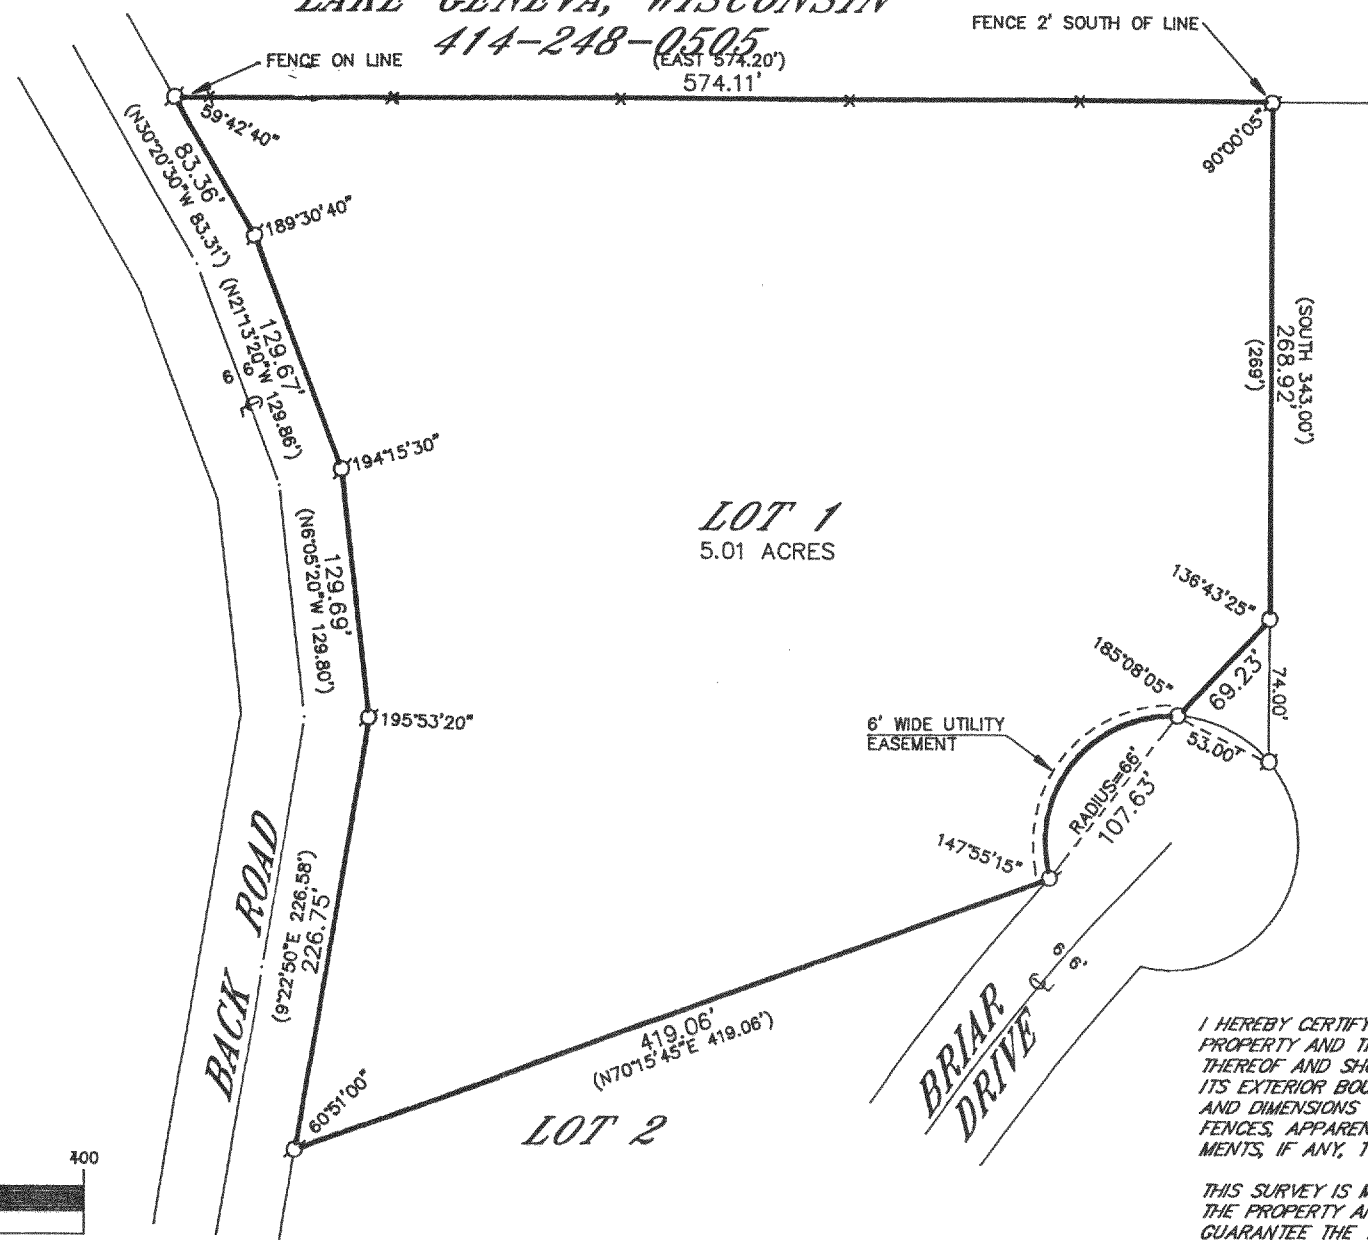 LAKE GENEVA, WISCONSIN
414-248-0505
FENCE 2' SOUTH OF LINE
FENCE ON LINE
(EAST 574.20')
574.11'
59°42'40"
90°00'05"
83.36'
(N30°20'30"W 83.31')
189°30'40"
129.67'
(N21°13'20"W 129.86')
66'
(SOUTH 343.00')
268.92'
(269')
194°15'30"
LOT 1
5.01 ACRES
129.69'
(N6°05'20"W 129.80')
136°43'25"
185°08'05"
69.23'
74.00'
195°53'20"
6' WIDE UTILITY
EASEMENT
53.00'
RADIUS=66'
107.63'
147°55'15"
BACK ROAD
(9°22'50"E 226.58')
226.75'
66'
BRIAR
DRIVE
419.06'
(N70°15'45"E 419.06')
60°51'00"
LOT 2
400
I HEREBY CERTIFY
PROPERTY AND
THEREOF AND
ITS EXTERIOR
AND DIMENSIONS
FENCES,
MENTS, IF ANY,
THIS SURVEY IS
THE PROPERTY
GUARANTEE THE